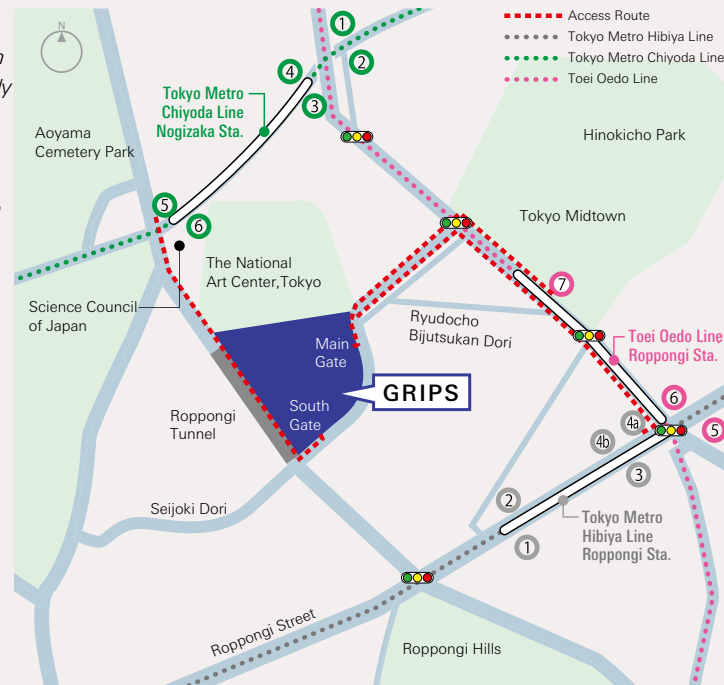 N
n
ly
Access Route
Tokyo Metro Hibiya Line
Tokyo Metro Chiyoda Line
Toei Oedo Line
1
2
4
3
Tokyo Metro
Chiyoda Line
Nogizaka Sta.
Aoyama
Cemetery Park
Hinokicho Park
5
6
Tokyo Midtown
The National
Art Center,Tokyo
7
Science Council
of Japan
Ryudocho
Bijutsukan Dori
Toei Oedo Line
Roppongi Sta.
Main
Gate
GRIPS
South
Gate
Roppongi
Tunnel
6
5
4a
4b
3
2
1
Seijoki Dori
Tokyo Metro
Hibiya Line
Roppongi Sta.
Roppongi Street
Roppongi Hills